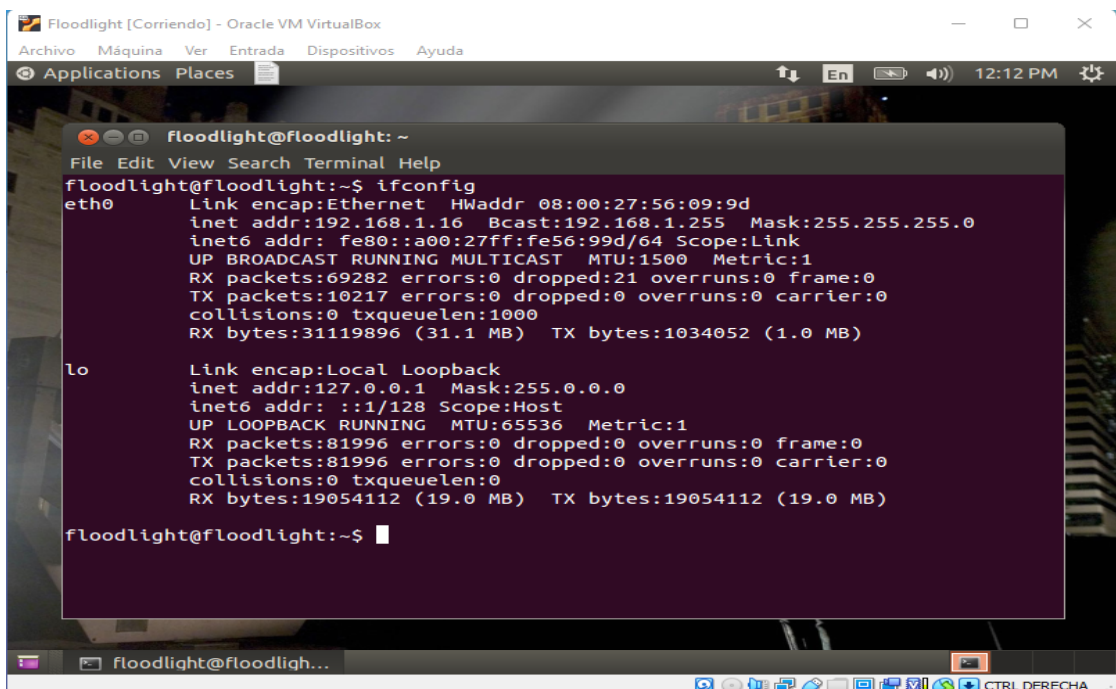 Floodlight [Corriendo] - Oracle VM VirtualBox
Archivo Máquina Ver Entrada Dispositivos Ayuda
Applications Places En 12:12 PM
floodlight@floodlight: ~
File Edit View Search Terminal Help
floodlight@floodlight:~$ ifconfig
eth0 Link encap:Ethernet HWaddr 08:00:27:56:09:9d
inet addr:192.168.1.16 Bcast:192.168.1.255 Mask:255.255.255.0
inet6 addr: fe80::a00:27ff:fe56:99d/64 Scope:Link
UP BROADCAST RUNNING MULTICAST MTU:1500 Metric:1
RX packets:69282 errors:0 dropped:21 overruns:0 frame:0
TX packets:10217 errors:0 dropped:0 overruns:0 carrier:0
collisions:0 txqueuelen:1000
RX bytes:31119896 (31.1 MB) TX bytes:1034052 (1.0 MB)
lo Link encap:Local Loopback
inet addr:127.0.0.1 Mask:255.0.0.0
inet6 addr: ::1/128 Scope:Host
UP LOOPBACK RUNNING MTU:65536 Metric:1
RX packets:81996 errors:0 dropped:0 overruns:0 frame:0
TX packets:81996 errors:0 dropped:0 overruns:0 carrier:0
collisions:0 txqueuelen:0
RX bytes:19054112 (19.0 MB) TX bytes:19054112 (19.0 MB)
floodlight@floodlight:~$
floodlight@floodligh...
CTRL DERECHA